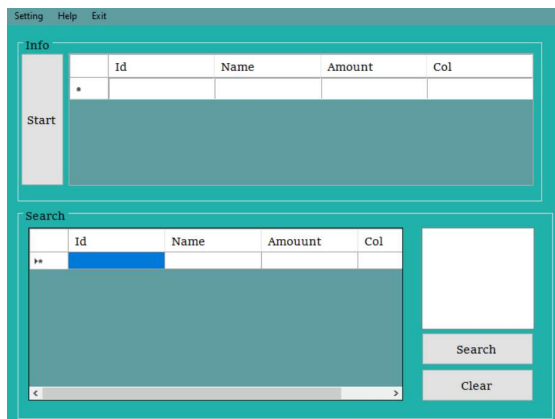 Setting Help Exit
Info
Id Name Amount Col
*
Start
Search
Id Name Amouunt Col
*
Search
Clear